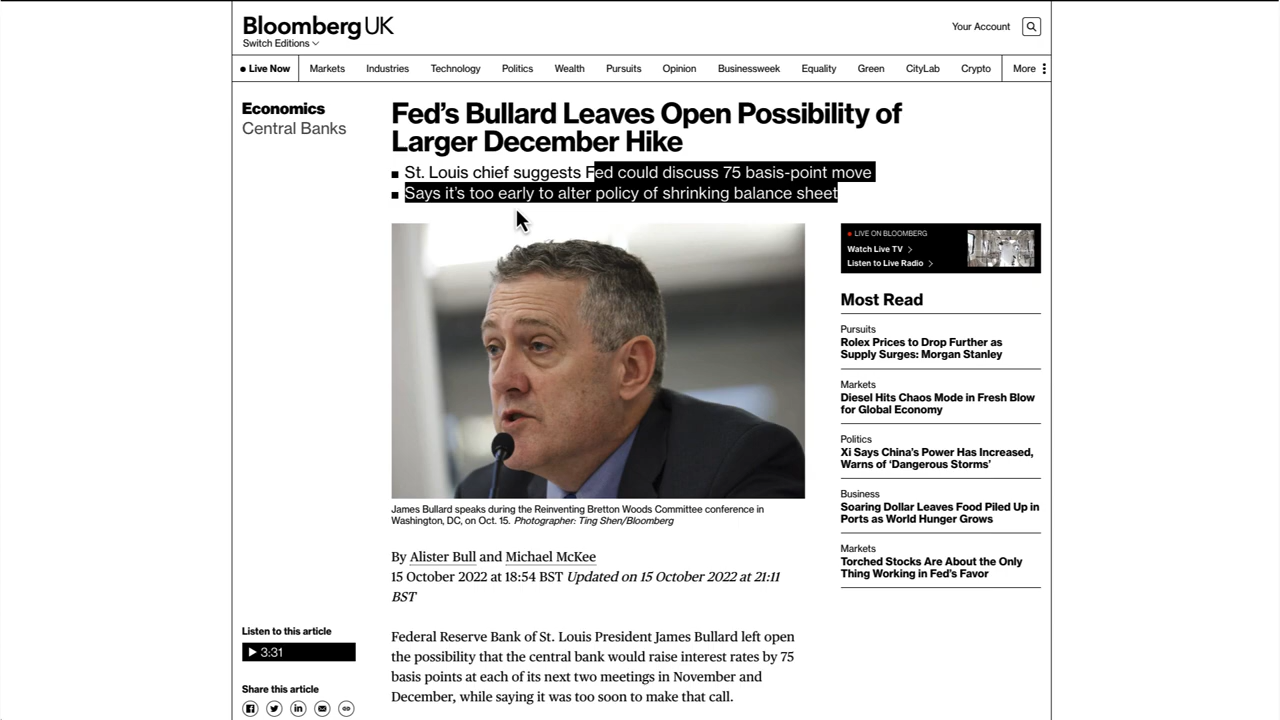 Bloomberg UK
Switch Editions
Your Account
Live Now Markets Industries Technology Politics Wealth Pursuits Opinion Businessweek Equality Green CityLab Crypto More
Economics
Central Banks
Fed's Bullard Leaves Open Possibility of
Larger December Hike
■ St. Louis chief suggests Fed could discuss 75 basis-point move
■ Says it's too early to alter policy of shrinking balance sheet
James Bullard speaks during the Reinventing Bretton Woods Committee conference in
Washington, DC, on Oct. 15. Photographer: Ting Shen/Bloomberg
By Alister Bull and Michael McKee
15 October 2022 at 18:54 BST Updated on 15 October 2022 at 21:11
BST
Listen to this article
3:31
Share this article
Federal Reserve Bank of St. Louis President James Bullard left open
the possibility that the central bank would raise interest rates by 75
basis points at each of its next two meetings in November and
December, while saying it was too soon to make that call.
LIVE ON BLOOMBERG
Watch Live TV >
Listen to Live Radio >
Most Read
Pursuits
Rolex Prices to Drop Further as
Supply Surges: Morgan Stanley
Markets
Diesel Hits Chaos Mode in Fresh Blow
for Global Economy
Politics
Xi Says China's Power Has Increased,
Warns of 'Dangerous Storms'
Business
Soaring Dollar Leaves Food Piled Up in
Ports as World Hunger Grows
Markets
Torched Stocks Are About the Only
Thing Working in Fed's Favor